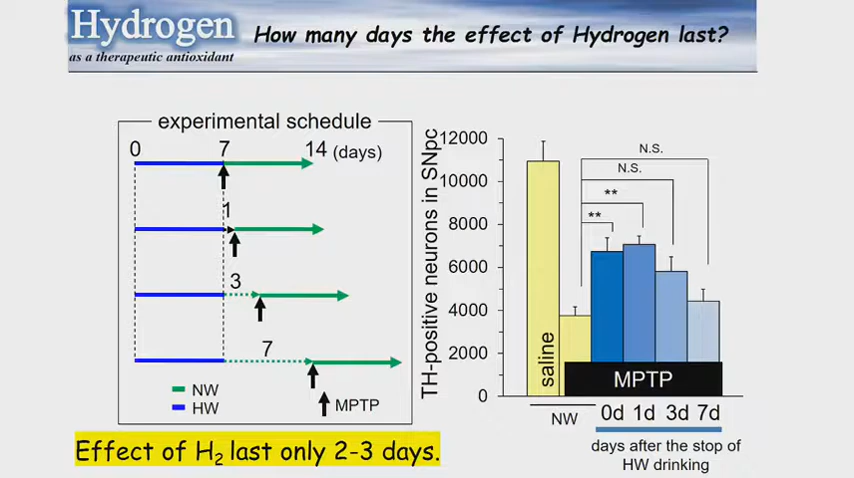 Hydrogen
as a therapeutic antioxidant
How many days the effect of Hydrogen last?
experimental schedule
0 7 14 (days)
1
3
7
NW
HW
MPTP
TH-positive neurons in SNpc
12000
10000
8000
6000
4000
2000
0
N.S.
N.S.
**
**
saline
MPTP
NW
0d 1d 3d 7d
days after the stop of
HW drinking
Effect of H₂ last only 2-3 days.